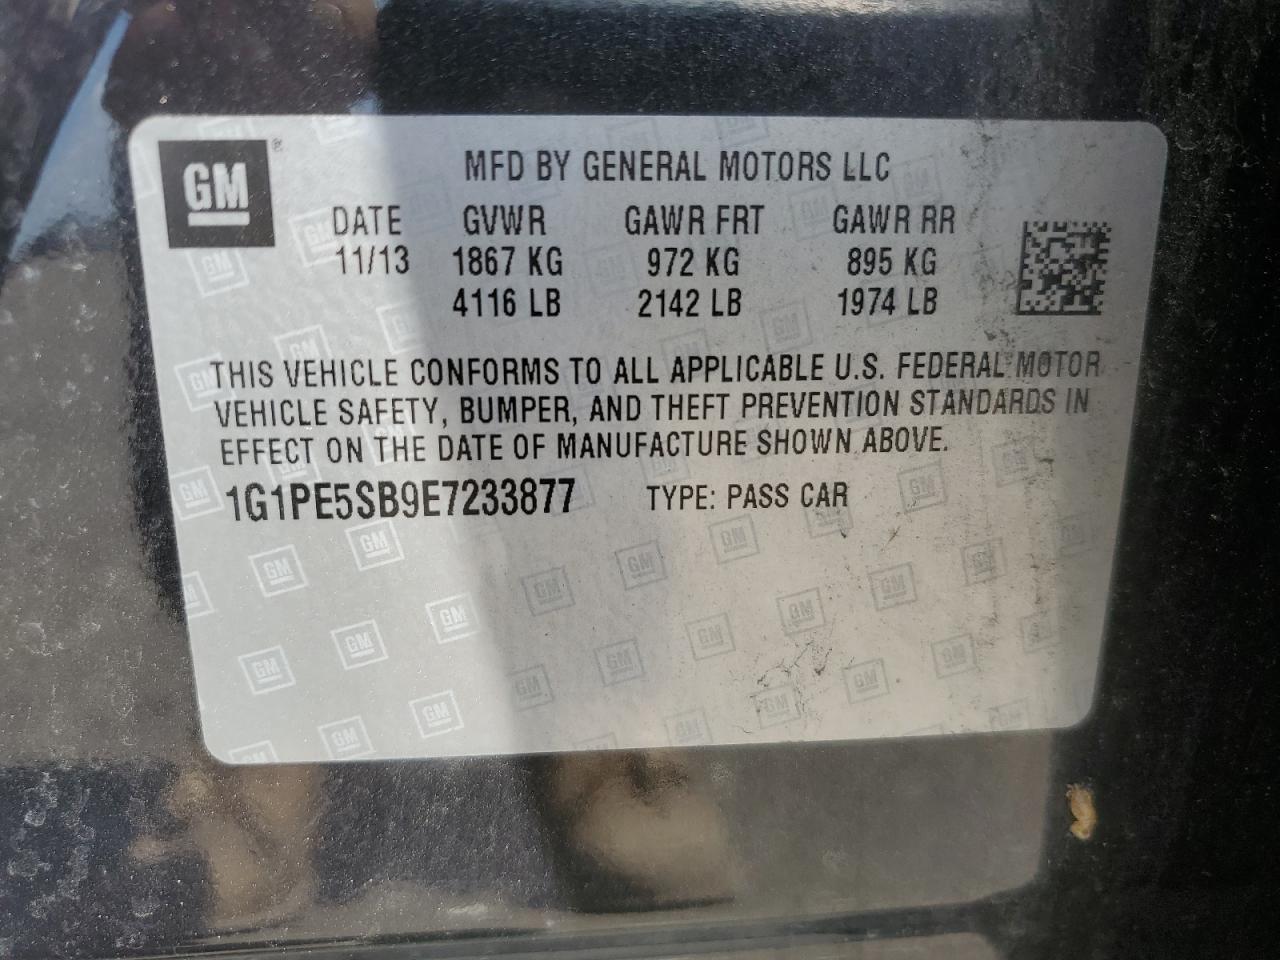 GM ®
MFD BY GENERAL MOTORS LLC
DATE GVWR GAWR FRT GAWR RR
11/13 1867 KG 972 KG 895 KG
4116 LB 2142 LB 1974 LB
THIS VEHICLE CONFORMS TO ALL APPLICABLE U.S. FEDERAL MOTOR
VEHICLE SAFETY, BUMPER, AND THEFT PREVENTION STANDARDS IN
EFFECT ON THE DATE OF MANUFACTURE SHOWN ABOVE.
1G1PE5SB9E7233877 TYPE: PASS CAR